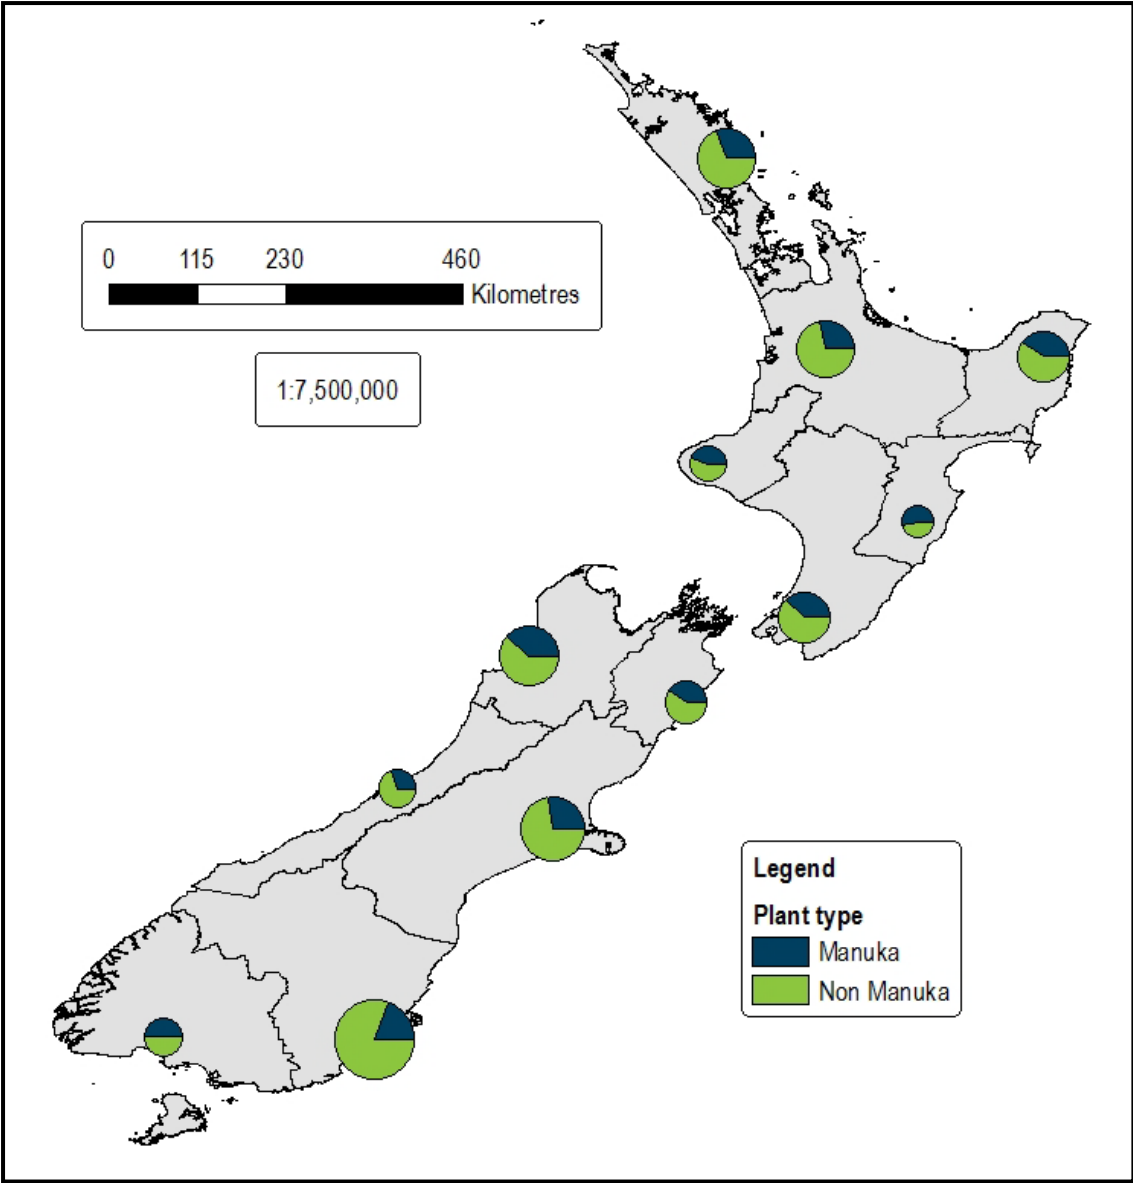 0 115 230 460
Kilometres
1:7,500,000
Legend
Plant type
Manuka
Non Manuka